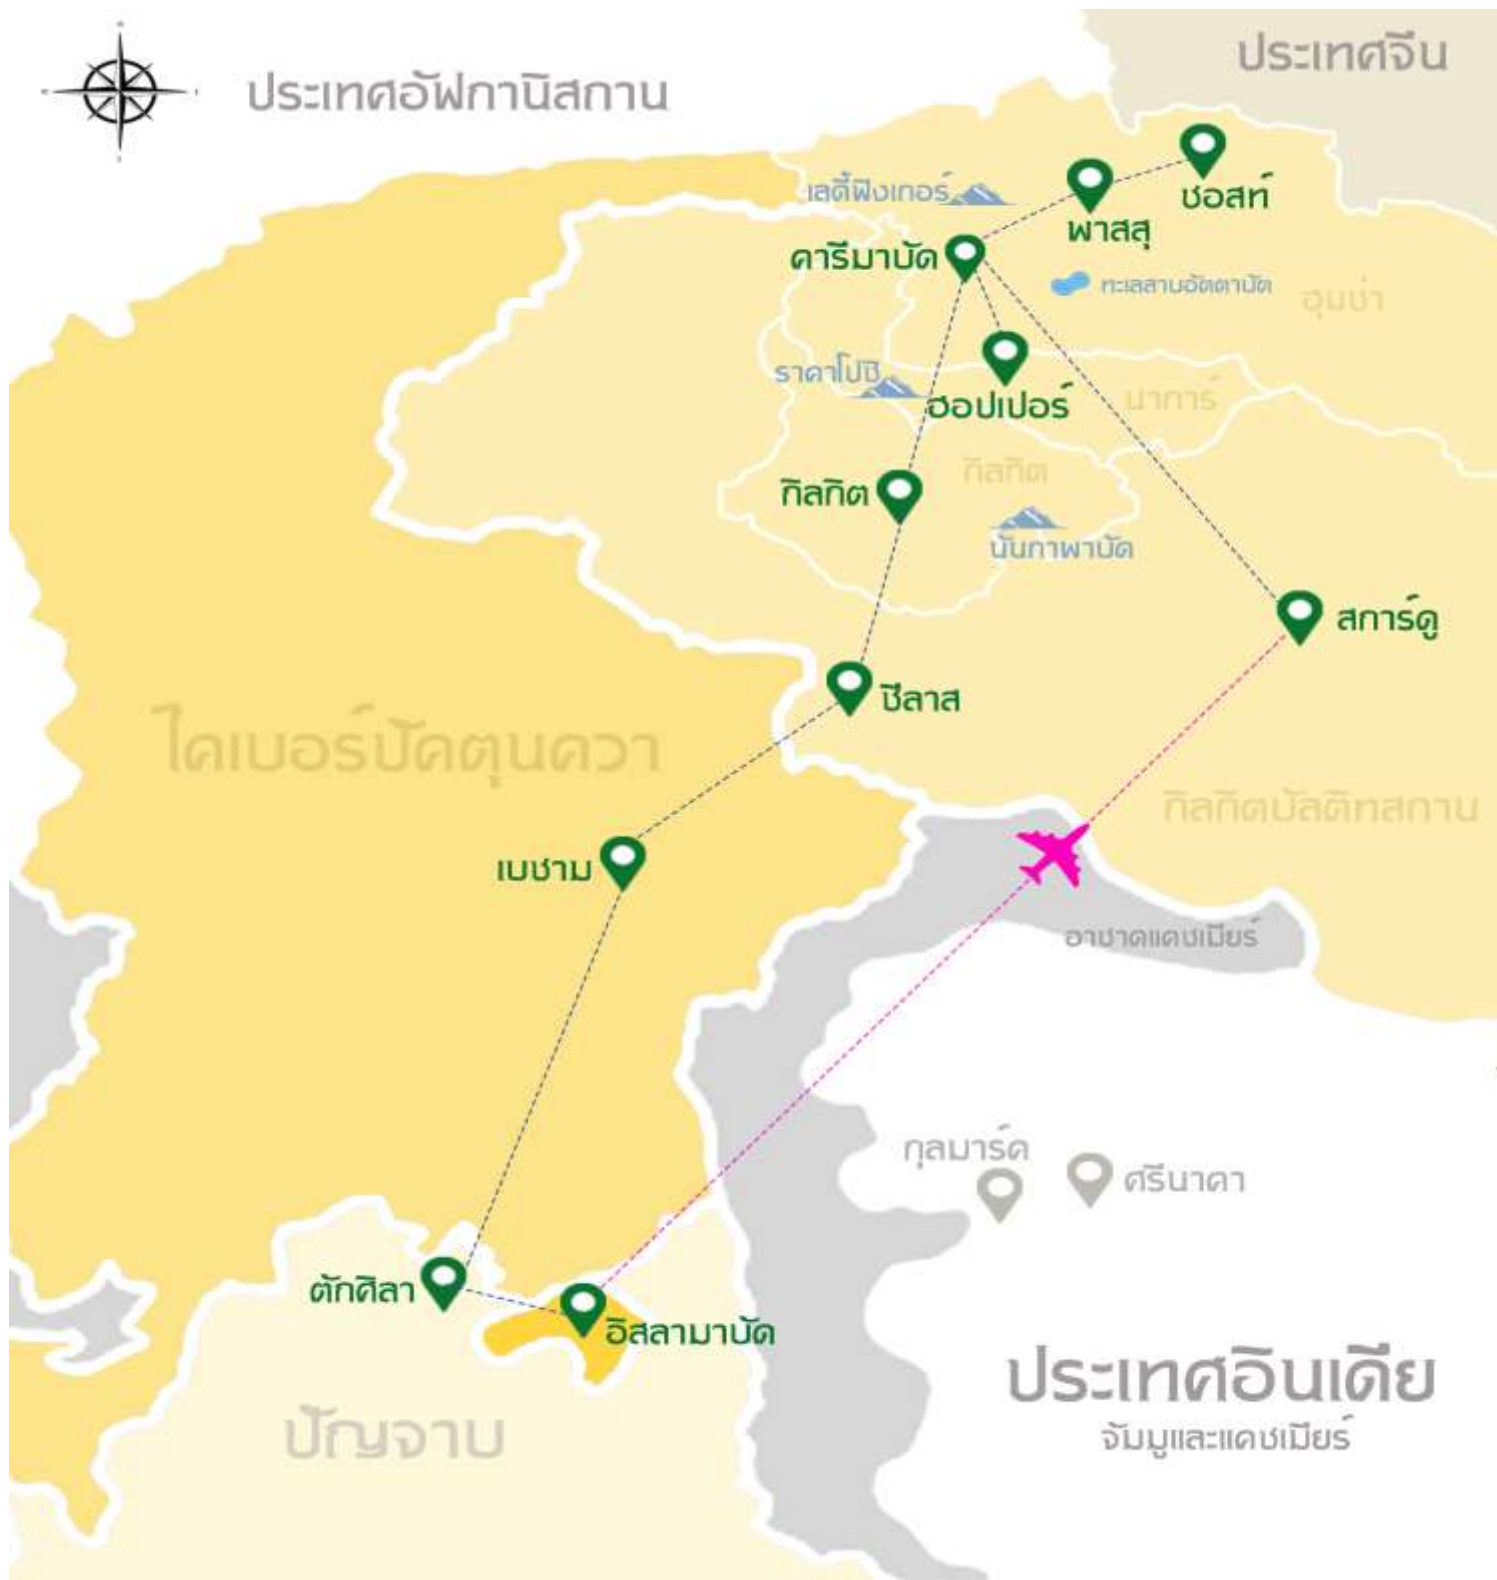 ประเทศจีน
ประเทศอัฟกานิสถาน
เลดี้ฟิงเกอร์
ซอสท์
พาสสุ
คารีมาบัด
ทะเลสาบอัตตาบัด
ฮุนซ่า
ราคาโปชิ
ฮอปเปอร์
นาการ์
กิลกิต
กิลกิต
นันกาพาบัด
สการ์ดู
ชีลาส
ไคเบอร์ปัคตุนควา
กิลกิตบัลติทสถาน
เบชาม
อาซาดแคชเมียร์
กุลมาร์ค
ศรีนาคา
ตักศิลา
อิสลามาบัด
ประเทศอินเดีย
จัมมูและแคชเมียร์
ปัญจาบ